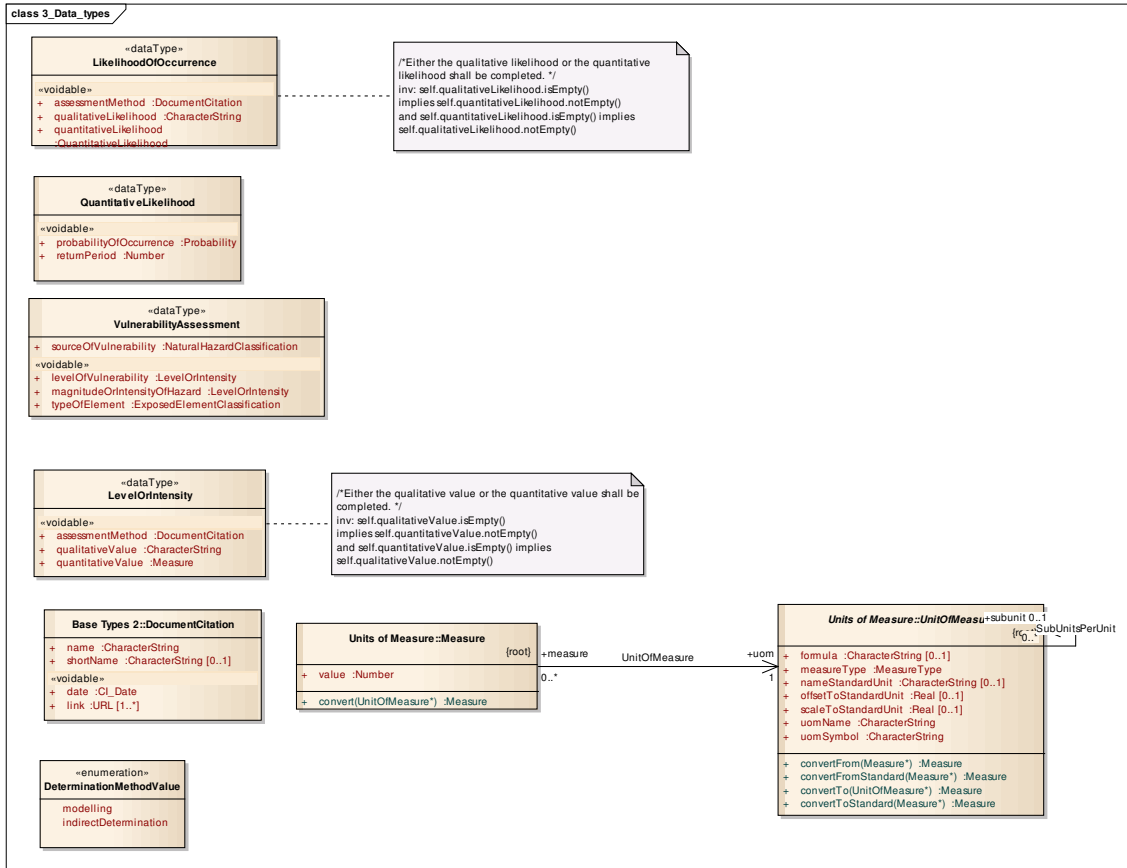 class 3_Data_types
«dataType»
LikelihoodOfOccurrence
«voidable»
+ assessmentMethod :DocumentCitation
+ qualitativeLikelihood :CharacterString
+ quantitativeLikelihood
:QuantitativeLikelihood
/*Either the qualitative likelihood or the quantitative
likelihood shall be completed. */
inv: self.qualitativeLikelihood.isEmpty()
implies self.quantitativeLikelihood.notEmpty()
and self.quantitativeLikelihood.isEmpty() implies
self.qualitativeLikelihood.notEmpty()
«dataType»
QuantitativeLikelihood
«voidable»
+ probabilityOfOccurrence :Probability
+ returnPeriod :Number
«dataType»
VulnerabilityAssessment
+ sourceOfVulnerability :NaturalHazardClassification
«voidable»
+ levelOfVulnerability :LevelOrIntensity
+ magnitudeOrIntensityOfHazard :LevelOrIntensity
+ typeOfElement :ExposedElementClassification
«dataType»
LevelOrIntensity
«voidable»
+ assessmentMethod :DocumentCitation
+ qualitativeValue :CharacterString
+ quantitativeValue :Measure
/*Either the qualitative value or the quantitative value shall be
completed. */
inv: self.qualitativeValue.isEmpty()
implies self.quantitativeValue.notEmpty()
and self.quantitativeValue.isEmpty() implies
self.qualitativeValue.notEmpty()
Base Types 2::DocumentCitation
+ name :CharacterString
+ shortName :CharacterString [0..1]
«voidable»
+ date :CI_Date
+ link :URL [1..*]
Units of Measure::Measure
{root}
+ value :Number
+ convert(UnitOfMeasure*) :Measure
+measure
0..*
UnitOfMeasure
+uom
1
Units of Measure::UnitOfMeasu
+subunit 0..1
SubUnitsPerUnit
+ formula :CharacterString [0..1]
+ measureType :MeasureType
+ nameStandardUnit :CharacterString [0..1]
+ offsetToStandardUnit :Real [0..1]
+ scaleToStandardUnit :Real [0..1]
+ uomName :CharacterString
+ uomSymbol :CharacterString
+ convertFrom(Measure*) :Measure
+ convertFromStandard(Measure*) :Measure
+ convertTo(UnitOfMeasure*) :Measure
+ convertToStandard(Measure*) :Measure
«enumeration»
DeterminationMethodValue
modelling
indirectDetermination